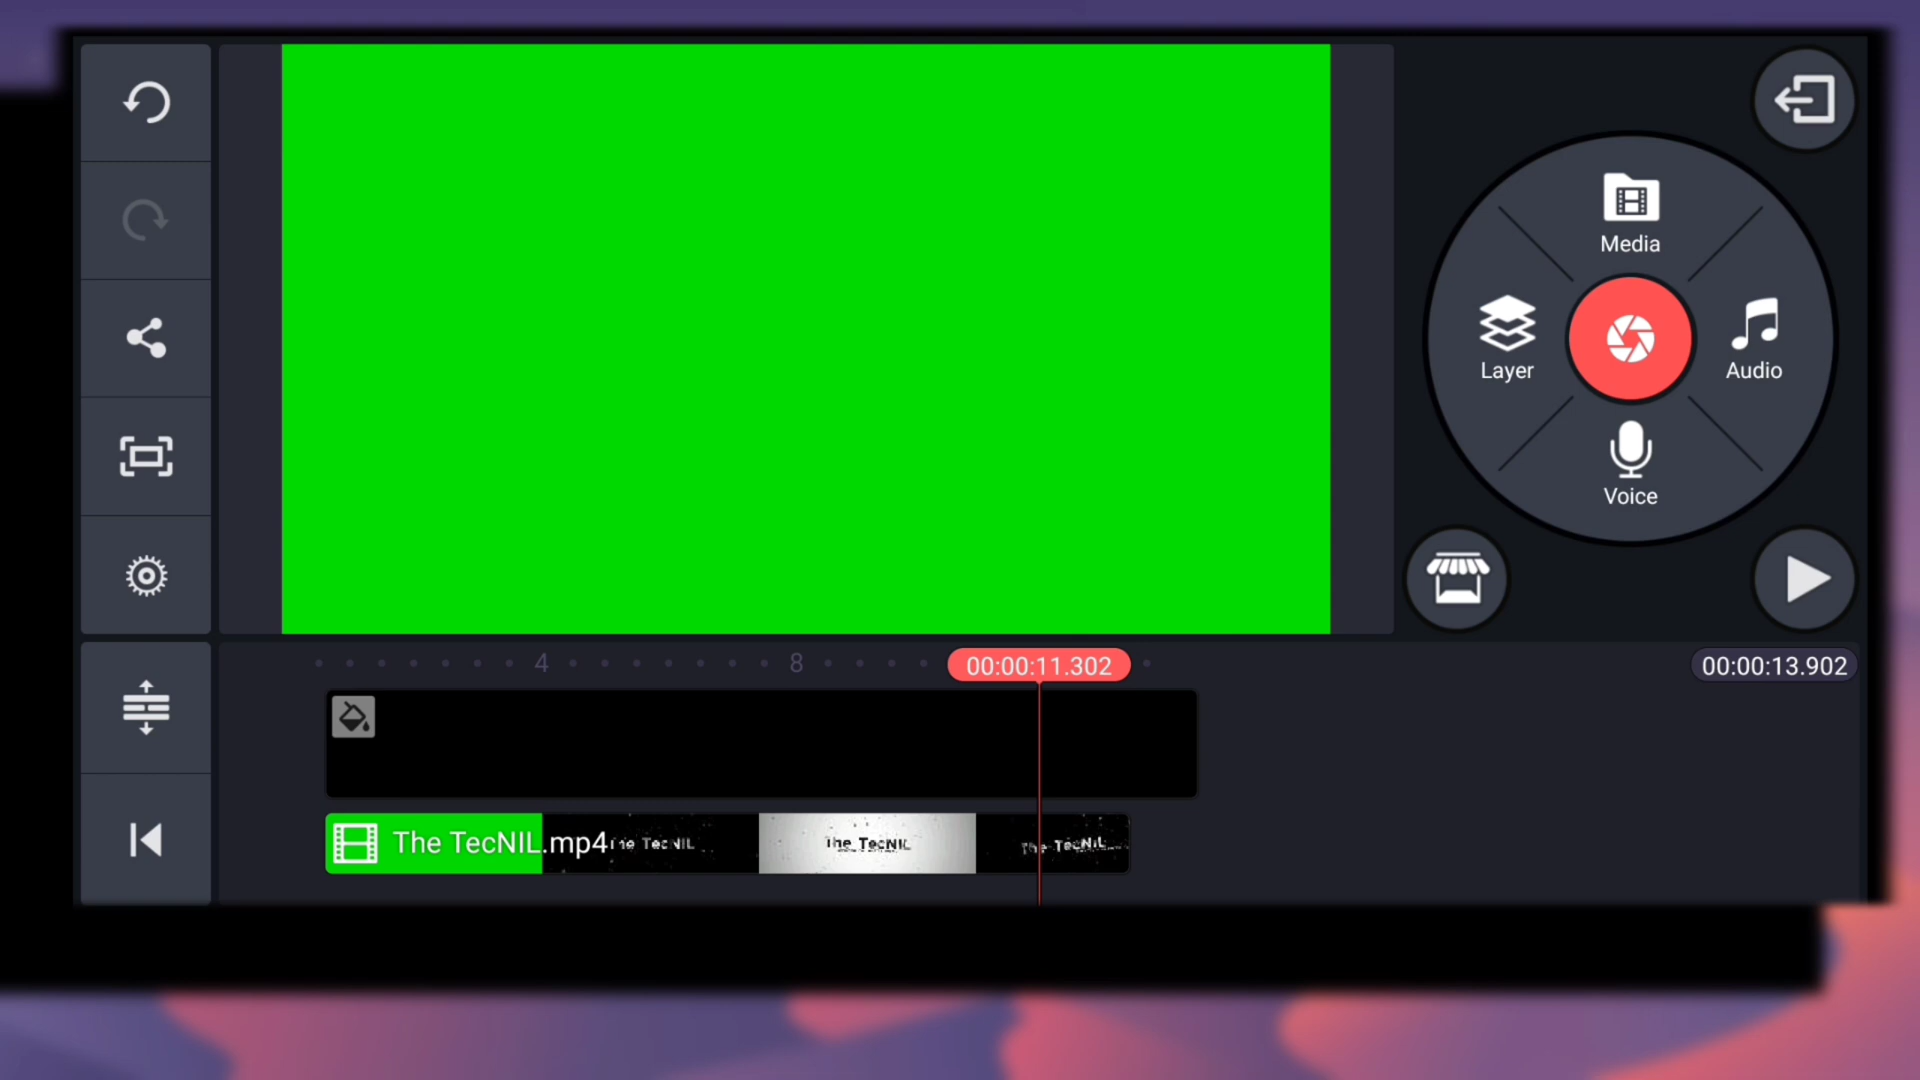 Media
Layer
Audio
Voice
4
8
00:00:11.302
00:00:13.902
The TecNIL.mp4
The TecNIL
The TecNIL
The TecNIL